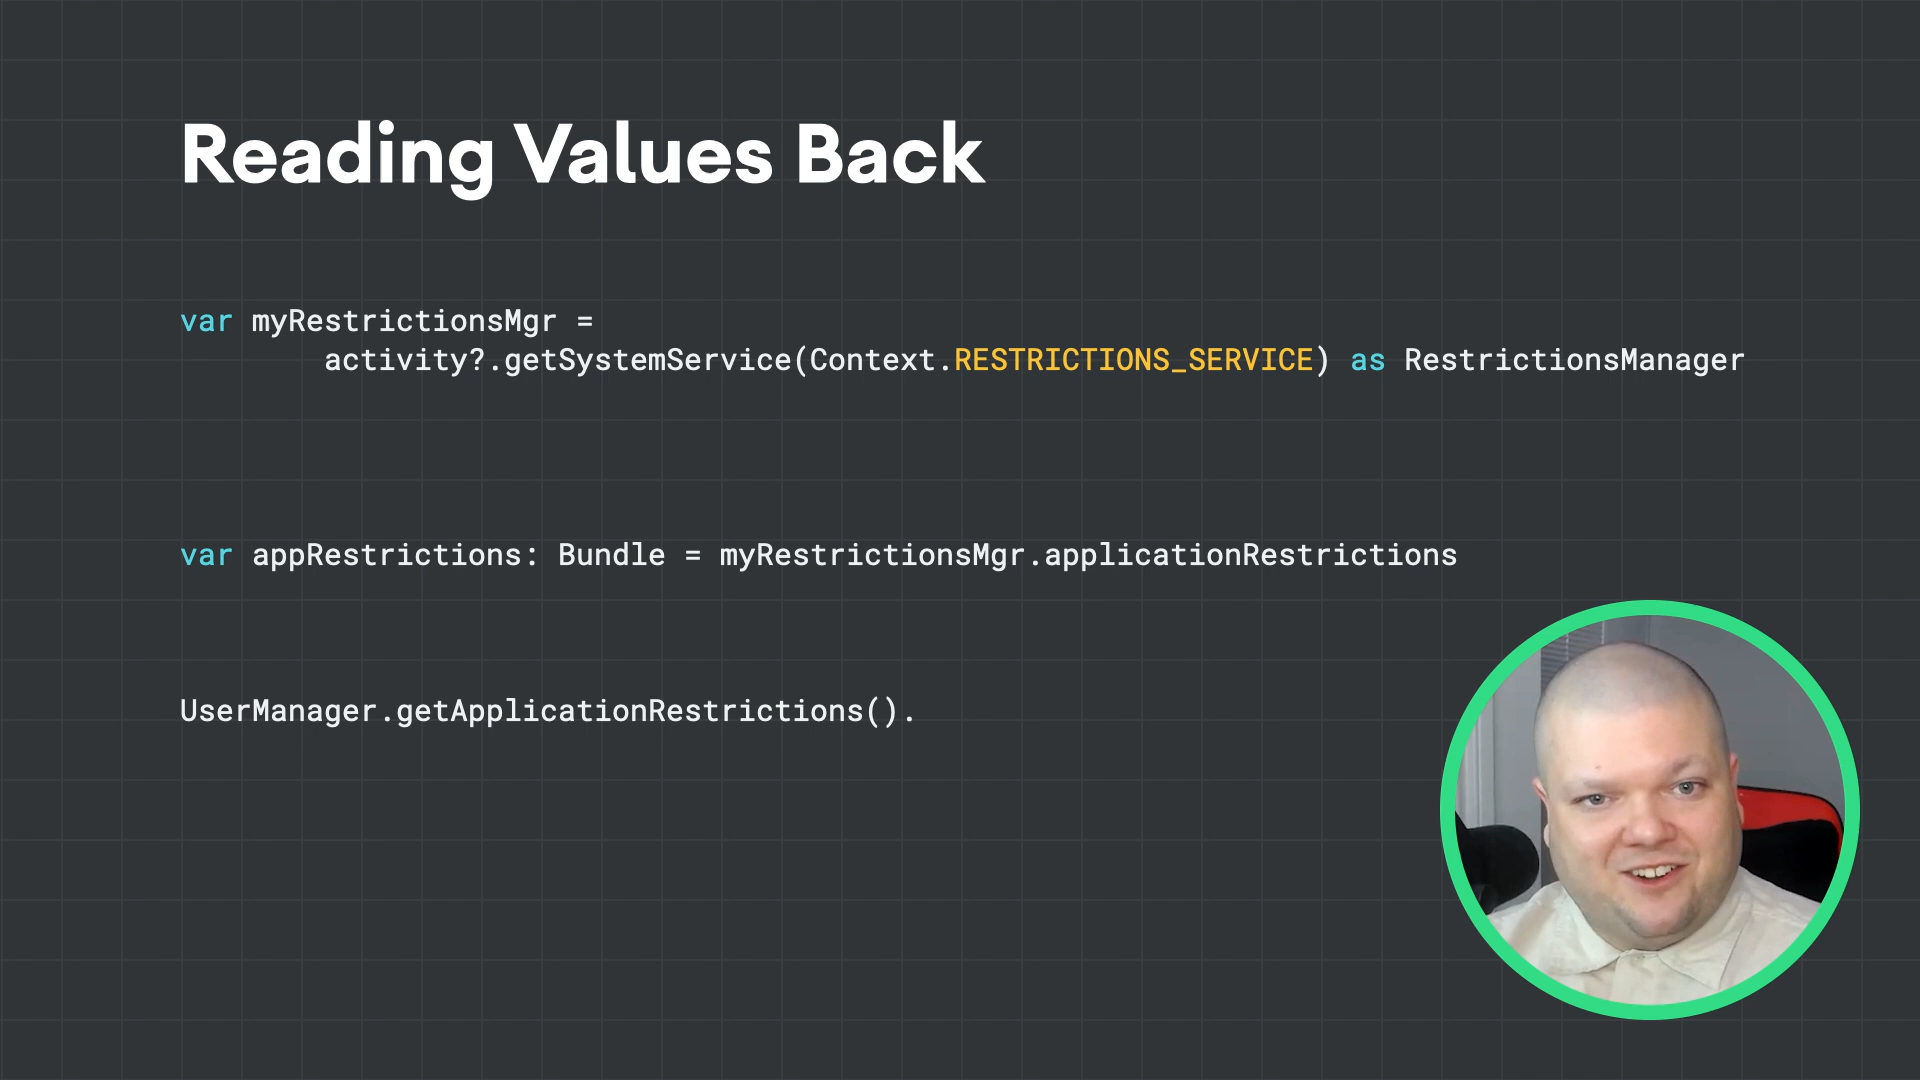 Reading Values Back
var myRestrictionsMgr =
activity?.getSystemService(Context.RESTRICTIONS_SERVICE) as RestrictionsManager
var appRestrictions: Bundle = myRestrictionsMgr.applicationRestrictions
UserManager.getApplicationRestrictions().